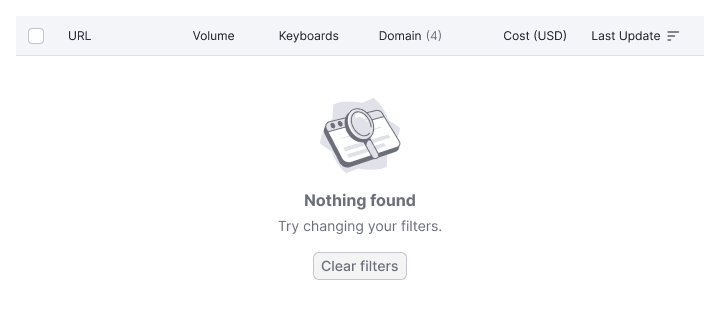 URL Volume Keyboards Domain (4) Cost (USD) Last Update
Nothing found
Try changing your filters.
Clear filters